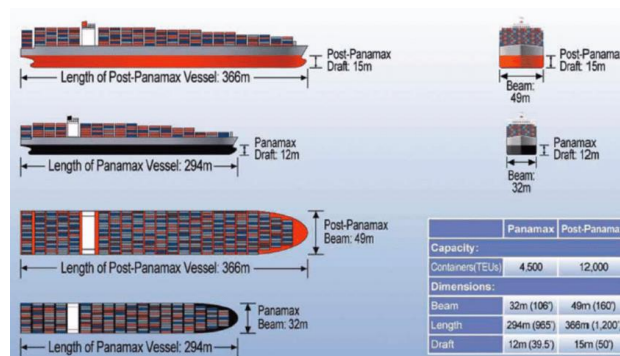 Post-Panamax
Draft: 15m
Length of Post-Panamax Vessel: 366m
Post-Panama
Draft: 15m
Beam:
49m
Panamax
Draft: 12m
Length of Panamax Vessel: 294m
Panamax
Draft: 12m
Beam:
32m
Post-Panamax
Beam: 49m
Length of Post-Panamax Vessel: 366m
Panamax
Beam: 32m
Length of Panamax Vessel: 294m
Panamax Post-Panama
Capacity:
Containers(TEUs) 4,500 12,000
Dimensions:
Beam 32m (106') 49m (160')
Length 294m (965') 366m (1,200'
Draft 12m (39.5') 15m (50')